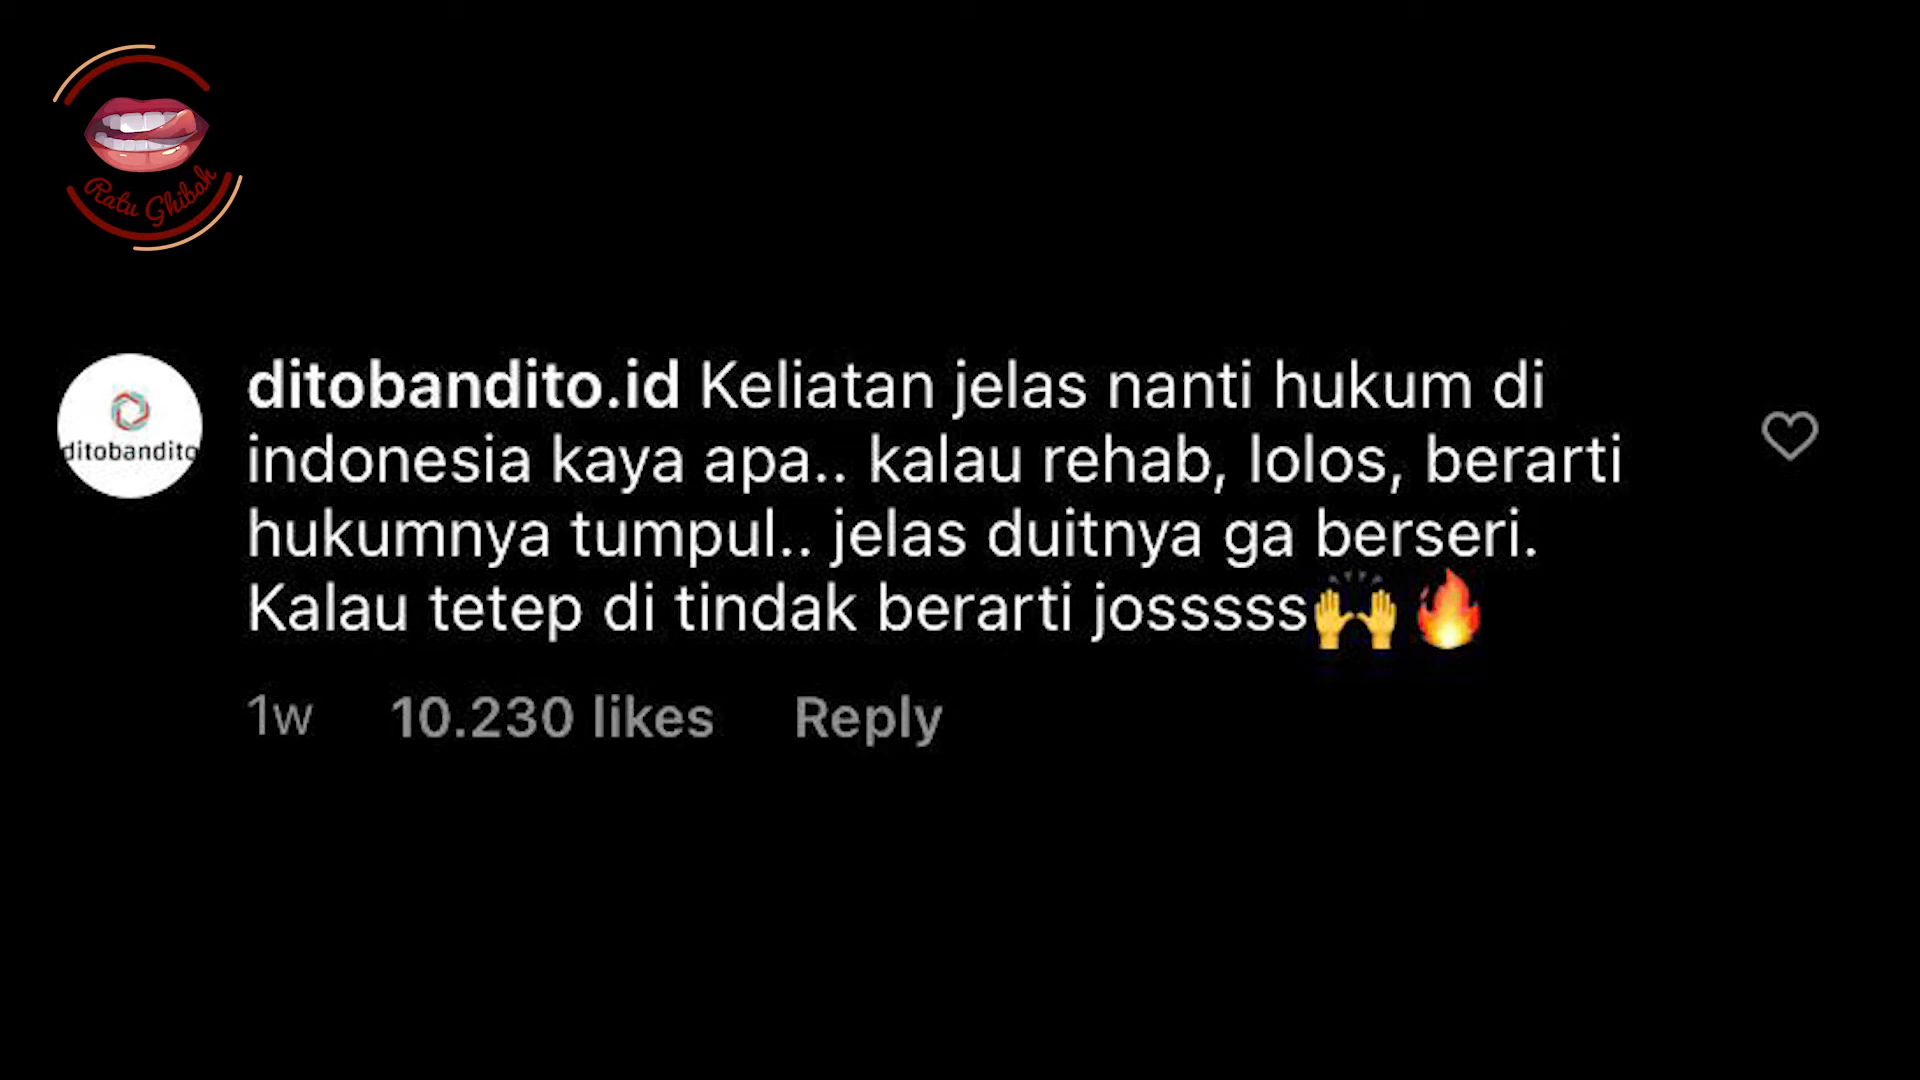 Ratu Ghibah
ditobandito.id Keliatan jelas nanti hukum di
indonesia kaya apa.. kalau rehab, lolos, berarti
hukumnya tumpul.. jelas duitnya ga berseri.
Kalau tetep di tindak berarti josssss🙌🔥
ditobandito
1w 10.230 likes Reply